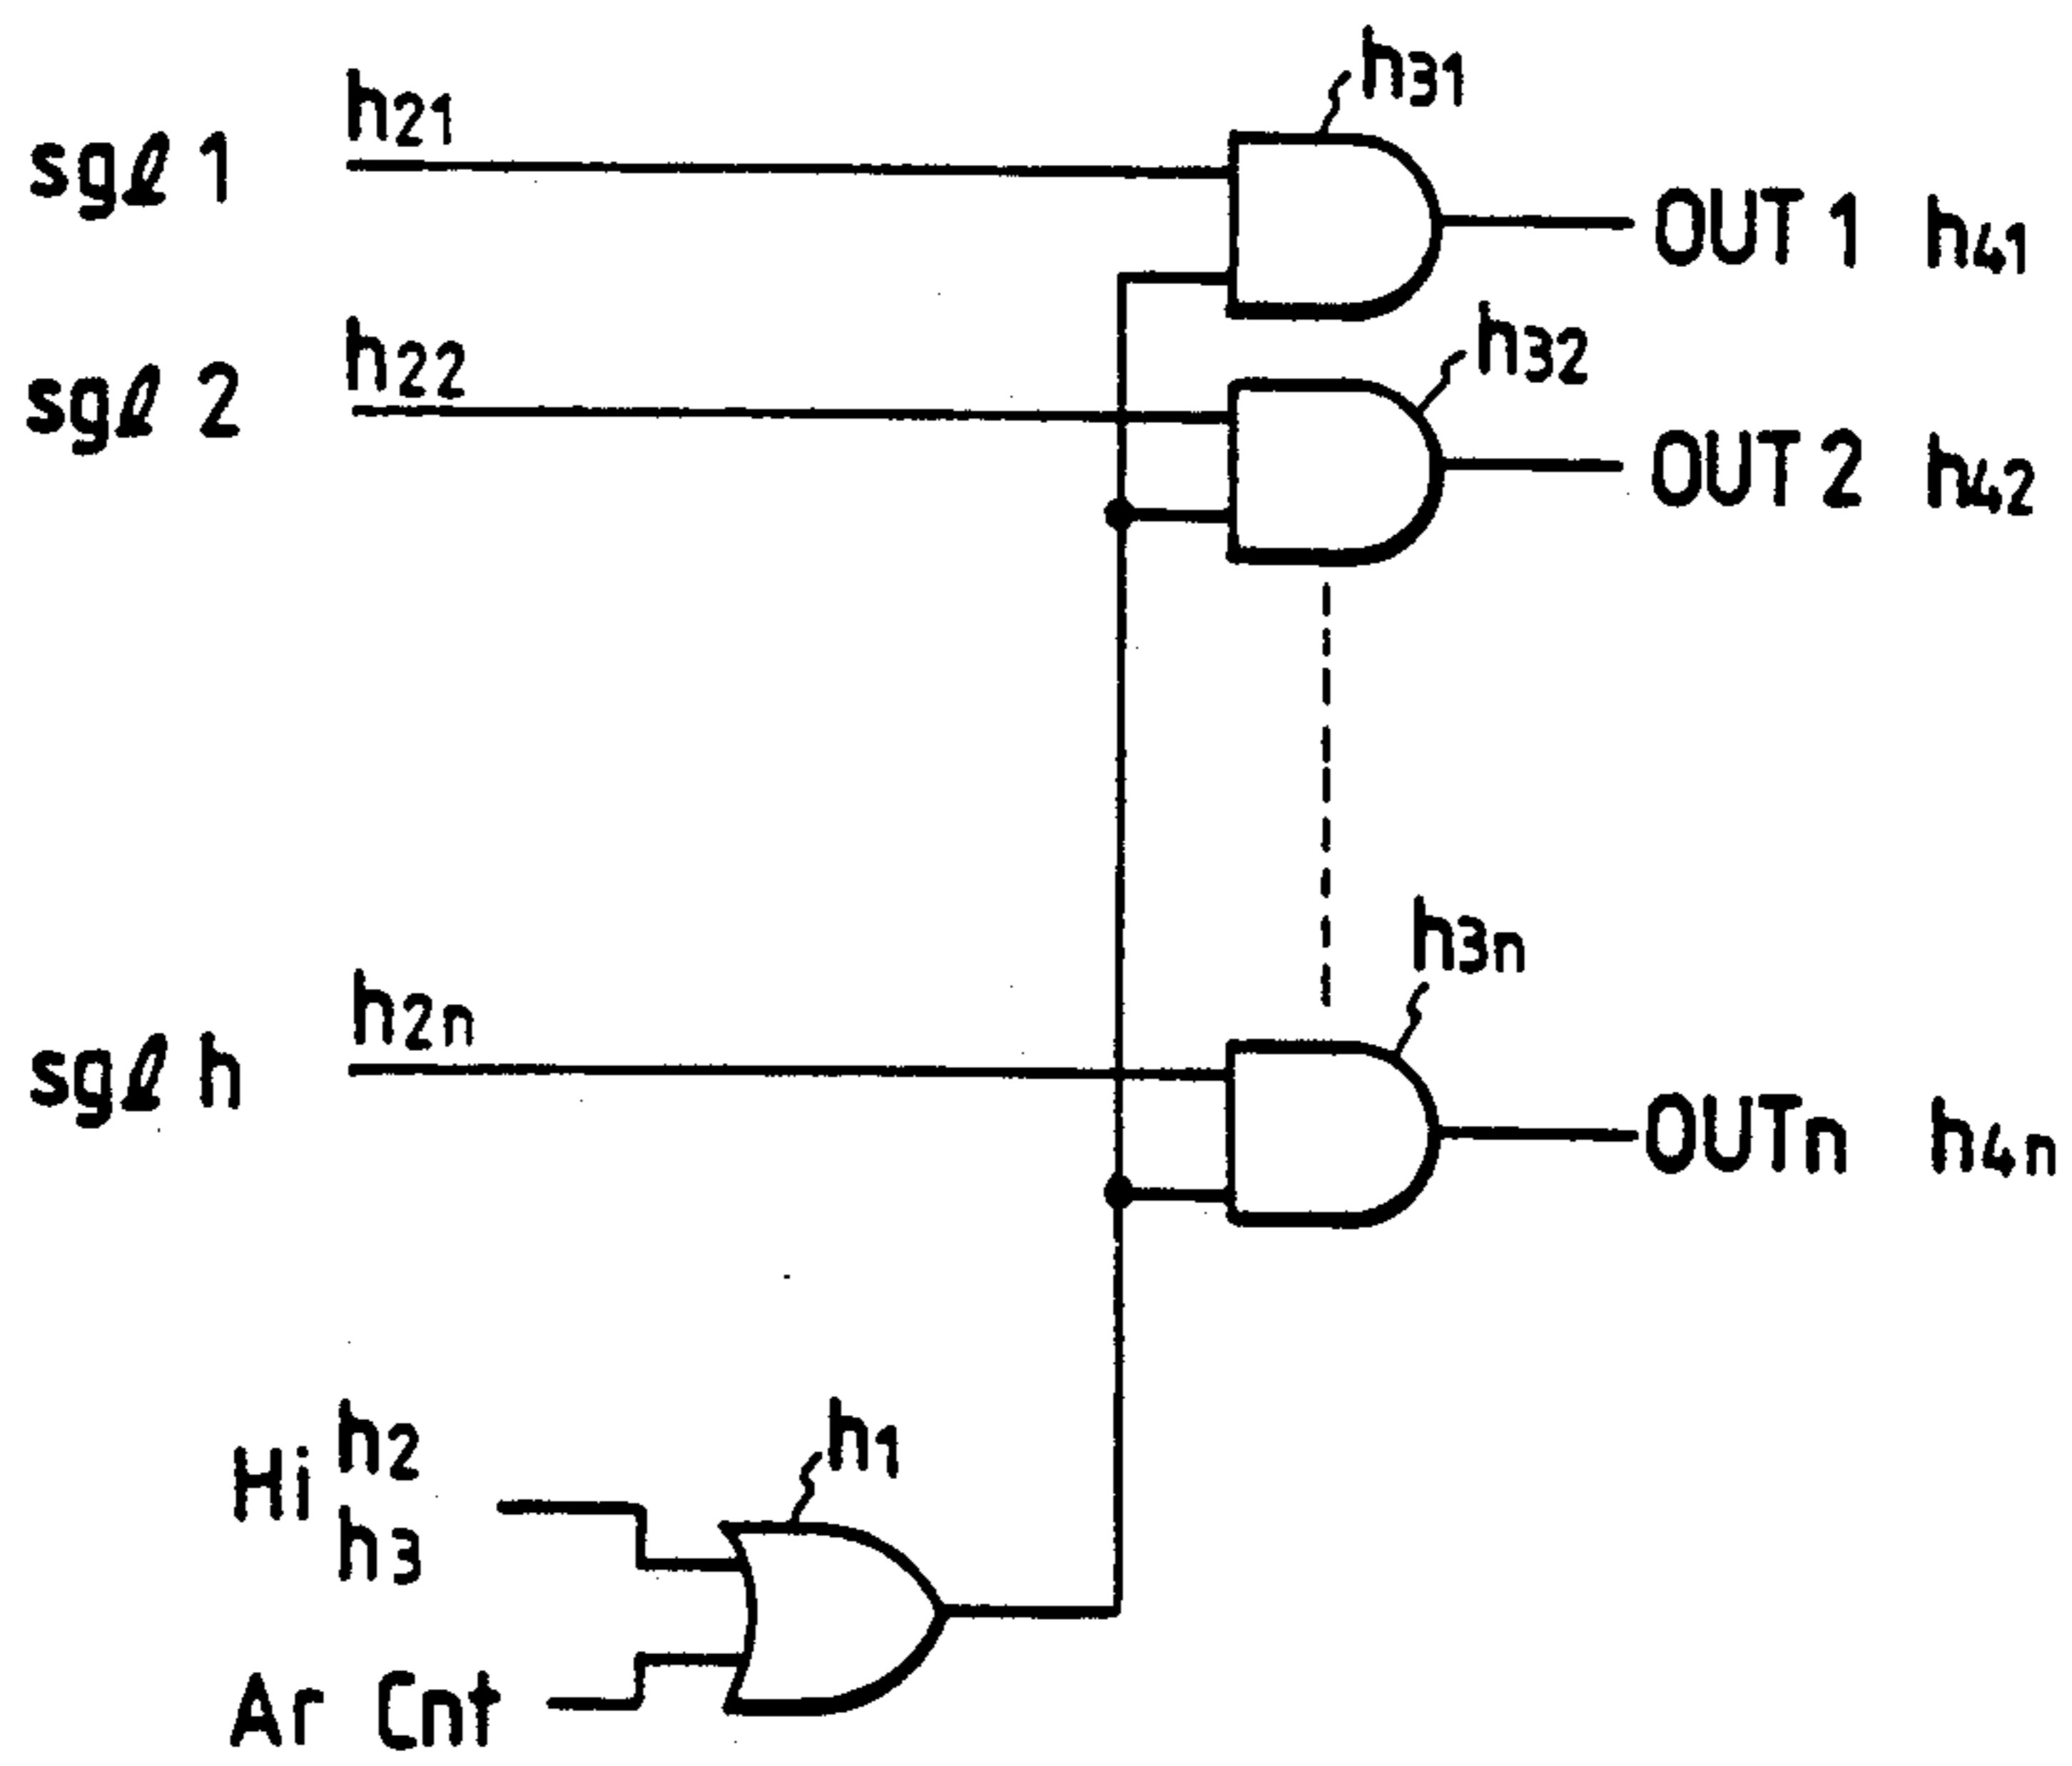 h31
h21
sgℓ 1
OUT 1 h41
h32
h22
sgℓ 2
OUT 2 h42
h3n
h2n
sgℓ h
OUTn h4n
h1
h2
Hi
h3
Ar Cnt